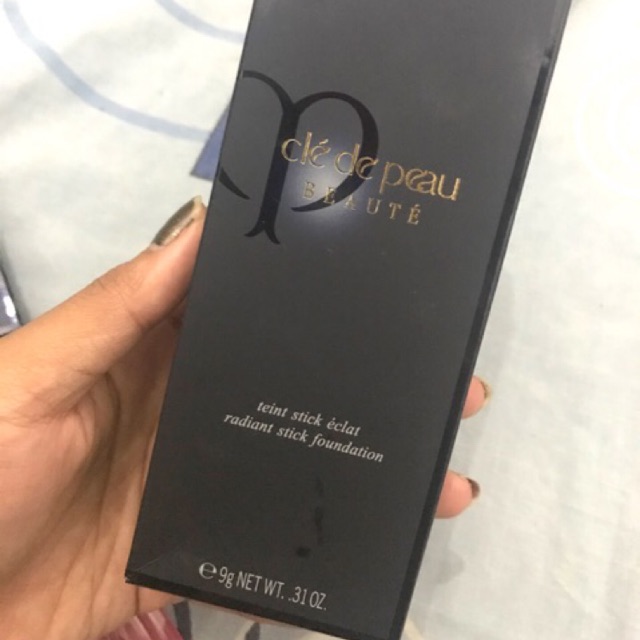 clé de peau
BEAUTÉ
teint stick éclat
radiant stick foundation
℮ 9g NET WT. .31 OZ.